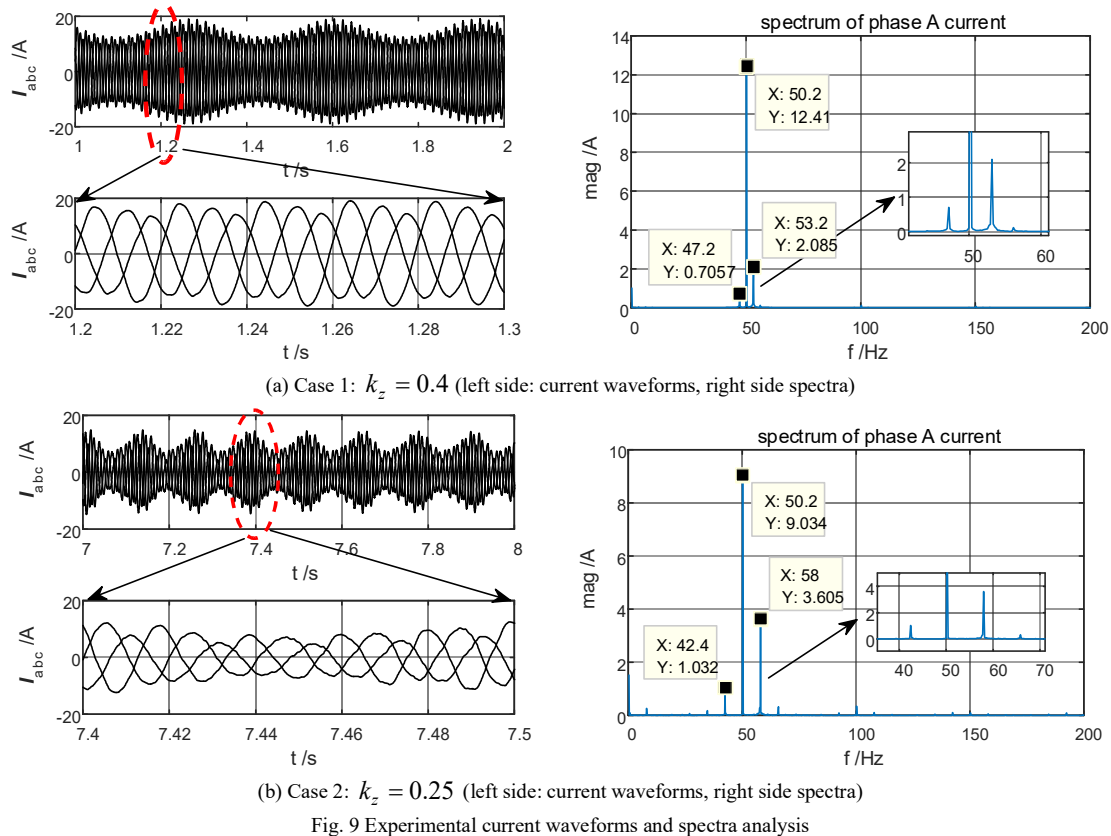 20
0
-20
I_abc /A
1
1.2
1.4
1.6
1.8
2
t /s
20
0
-20
I_abc /A
1.2
1.22
1.24
1.26
1.28
1.3
t /s
spectrum of phase A current
14
12
10
8
6
4
2
0
mag /A
X: 50.2
Y: 12.41
X: 53.2
Y: 2.085
X: 47.2
Y: 0.7057
2
1
0
50
60
0
50
100
150
200
f /Hz
(a) Case 1: k_z = 0.4 (left side: current waveforms, right side spectra)
20
0
-20
I_abc /A
7
7.2
7.4
7.6
7.8
8
t /s
20
0
-20
I_abc /A
7.4
7.42
7.44
7.46
7.48
7.5
t /s
spectrum of phase A current
10
8
6
4
2
0
mag /A
X: 50.2
Y: 9.034
X: 58
Y: 3.605
X: 42.4
Y: 1.032
4
2
0
40
50
60
70
0
50
100
150
200
f /Hz
(b) Case 2: k_z = 0.25 (left side: current waveforms, right side spectra)
Fig. 9 Experimental current waveforms and spectra analysis